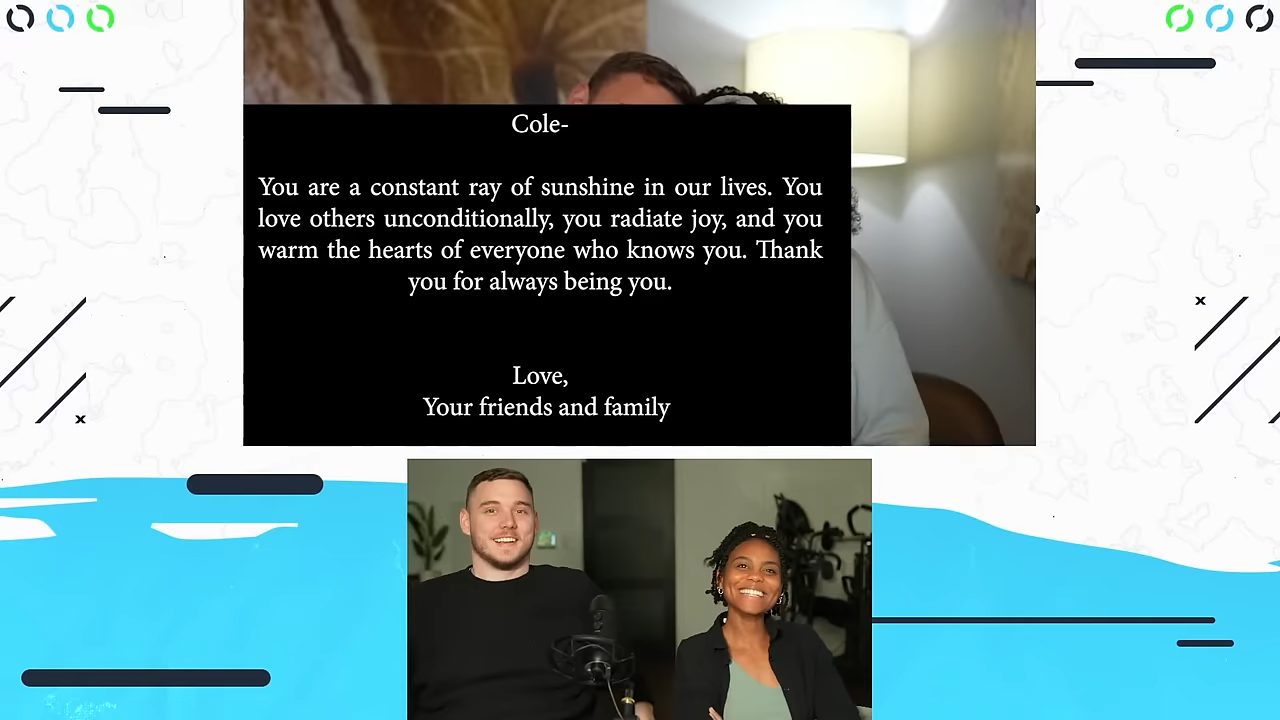 Cole-
You are a constant ray of sunshine in our lives. You
love others unconditionally, you radiate joy, and you
warm the hearts of everyone who knows you. Thank
you for always being you.
Love,
Your friends and family